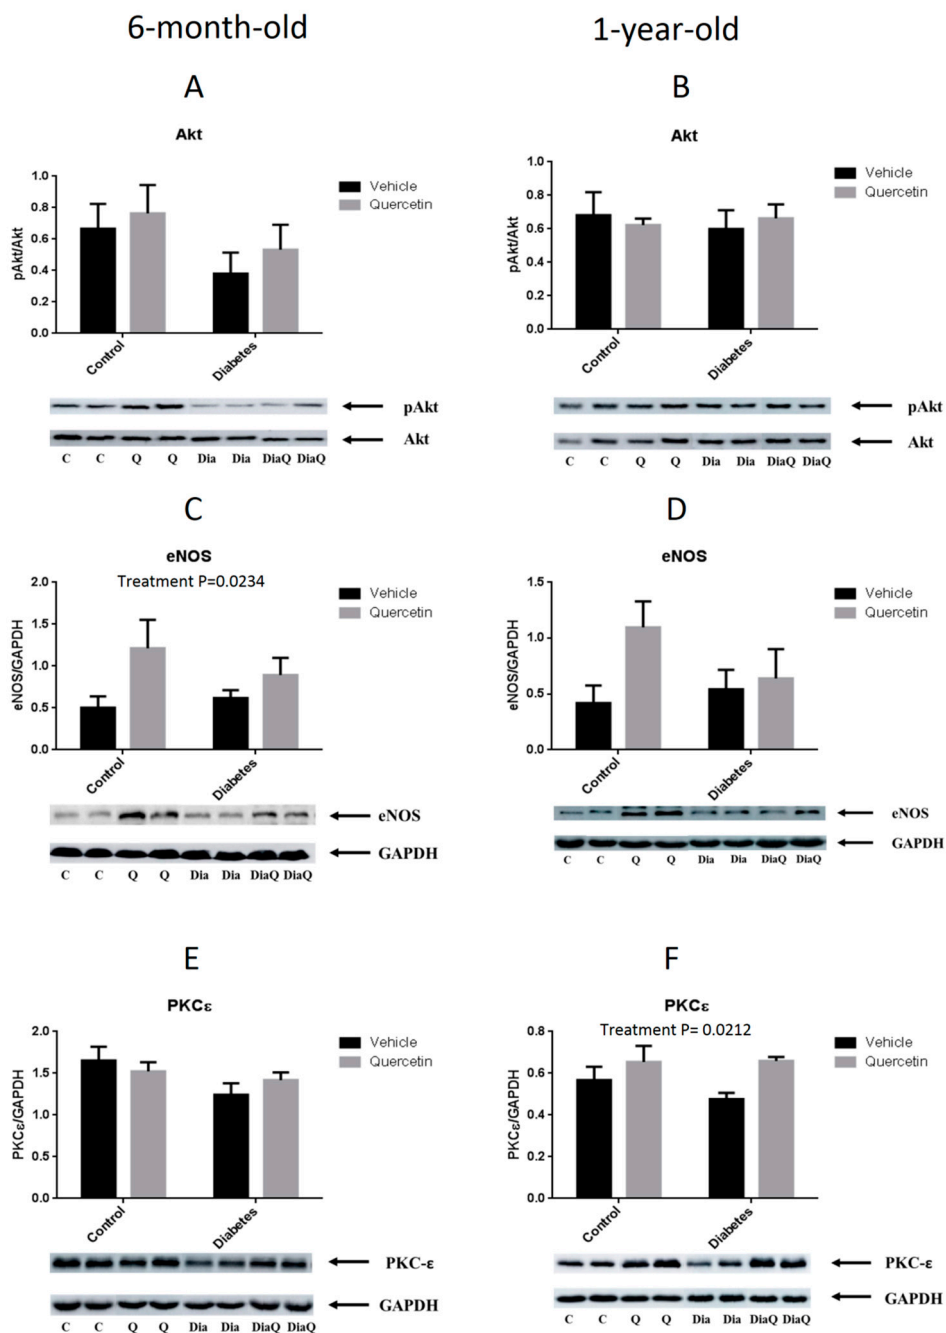 6-month-old
1-year-old
A
Akt
pAkt/Akt
1.0
0.8
0.6
0.4
0.2
0.0
Vehicle
Quercetin
Control
Diabetes
pAkt
Akt
C C Q Q Dia Dia DiaQ DiaQ
B
Akt
pAkt/Akt
1.0
0.8
0.6
0.4
0.2
0.0
Vehicle
Quercetin
Control
Diabetes
pAkt
Akt
C C Q Q Dia Dia DiaQ DiaQ
C
eNOS
Treatment P=0.0234
eNOS/GAPDH
2.0
1.5
1.0
0.5
0.0
Vehicle
Quercetin
Control
Diabetes
eNOS
GAPDH
C C Q Q Dia Dia DiaQ DiaQ
D
eNOS
eNOS/GAPDH
1.5
1.0
0.5
0.0
Vehicle
Quercetin
Control
Diabetes
eNOS
GAPDH
C C Q Q Dia Dia DiaQ DiaQ
E
PKCε
PKCε/GAPDH
2.0
1.5
1.0
0.5
0.0
Vehicle
Quercetin
Control
Diabetes
PKC-ε
GAPDH
C C Q Q Dia Dia DiaQ DiaQ
F
PKCε
Treatment P= 0.0212
PKCε/GAPDH
0.8
0.6
0.4
0.2
0.0
Vehicle
Quercetin
Control
Diabetes
PKC-ε
GAPDH
C C Q Q Dia Dia DiaQ DiaQ